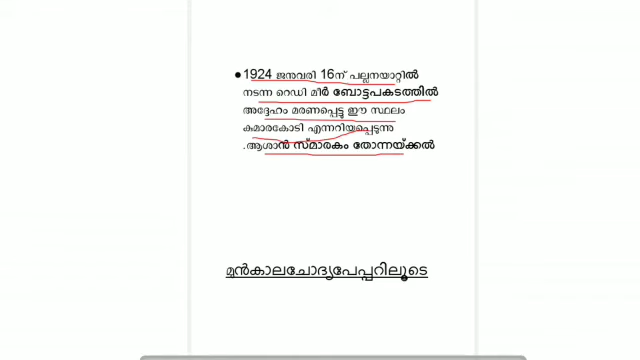 ●1924 ജനുവരി 16ന് പല്ലനയാറ്റിൽ
നടന്ന റെഡി മീർ ബോട്ടപകടത്തിൽ
അദ്ദേഹം മരണപ്പെട്ടു ഈ സ്ഥലം
കുമാരകോടി എന്നറിയപ്പെടുന്നു
.ആശാൻ സ്മാരകം തോന്നയ്ക്കൽ
മുൻകാലചോദ്യപേപ്പറിലൂടെ